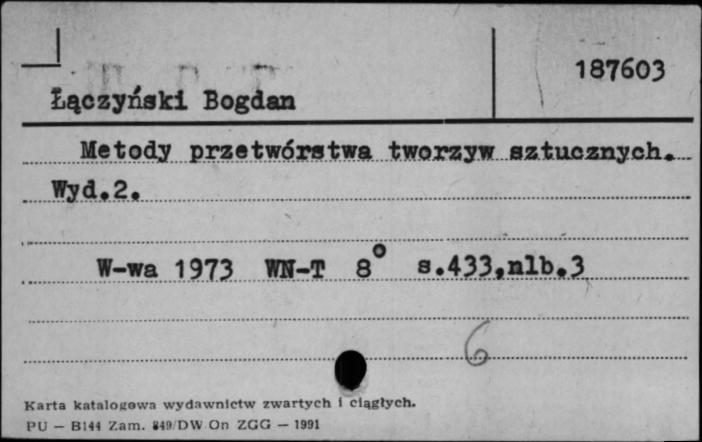 187603
Łączyński Bogdan
Metody przetwórstwa tworzyw sztucznych.
Wyd.2.
W-wa 1973 WN-T 8° s.433,nlb.3
6
Karta katalogowa wydawnictw zwartych i ciągłych.
PU — B144 Zam. 849/DW On ZGG — 1991